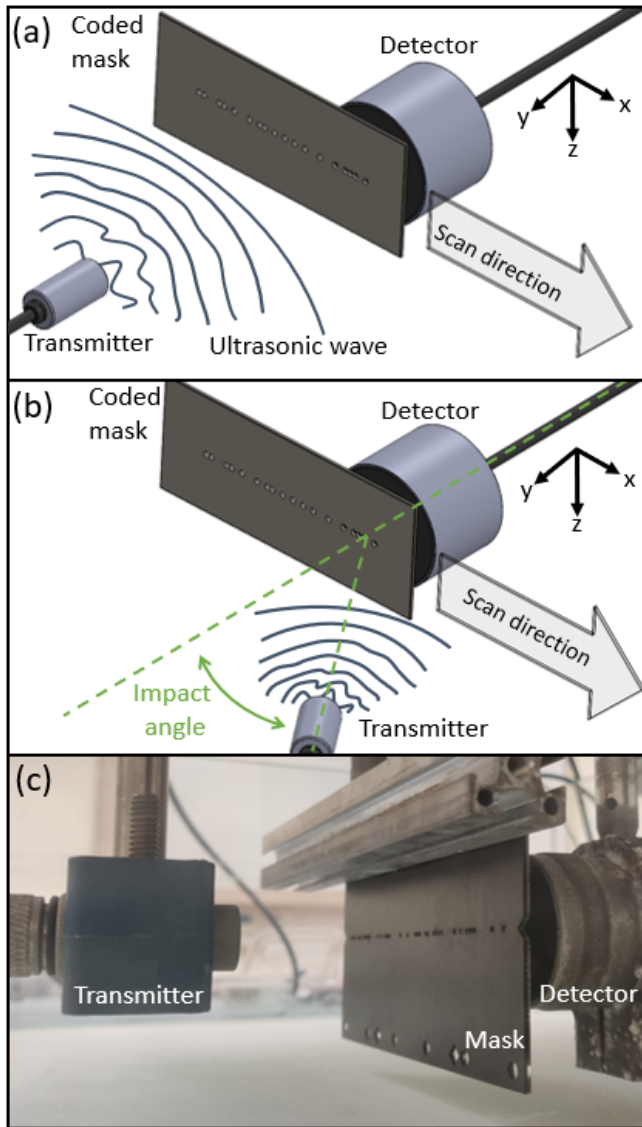 (a)
Coded
mask
Detector
x
y
z
Scan direction
Transmitter
Ultrasonic wave
(b)
Coded
mask
Detector
x
y
z
Scan direction
Impact
angle
Transmitter
(c)
Transmitter
Detector
Mask